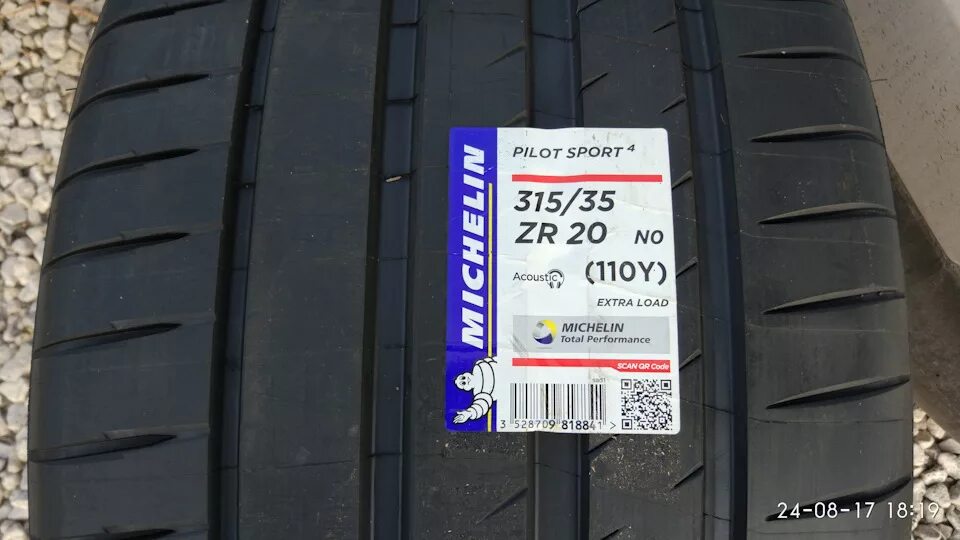 MICHELIN
PILOT SPORT 4
315/35
ZR 20 N0
Acoustic (110Y)
EXTRA LOAD
MICHELIN
Total Performance
SCAN QR Code
3 528709 818841 >
24-08-17 18:19